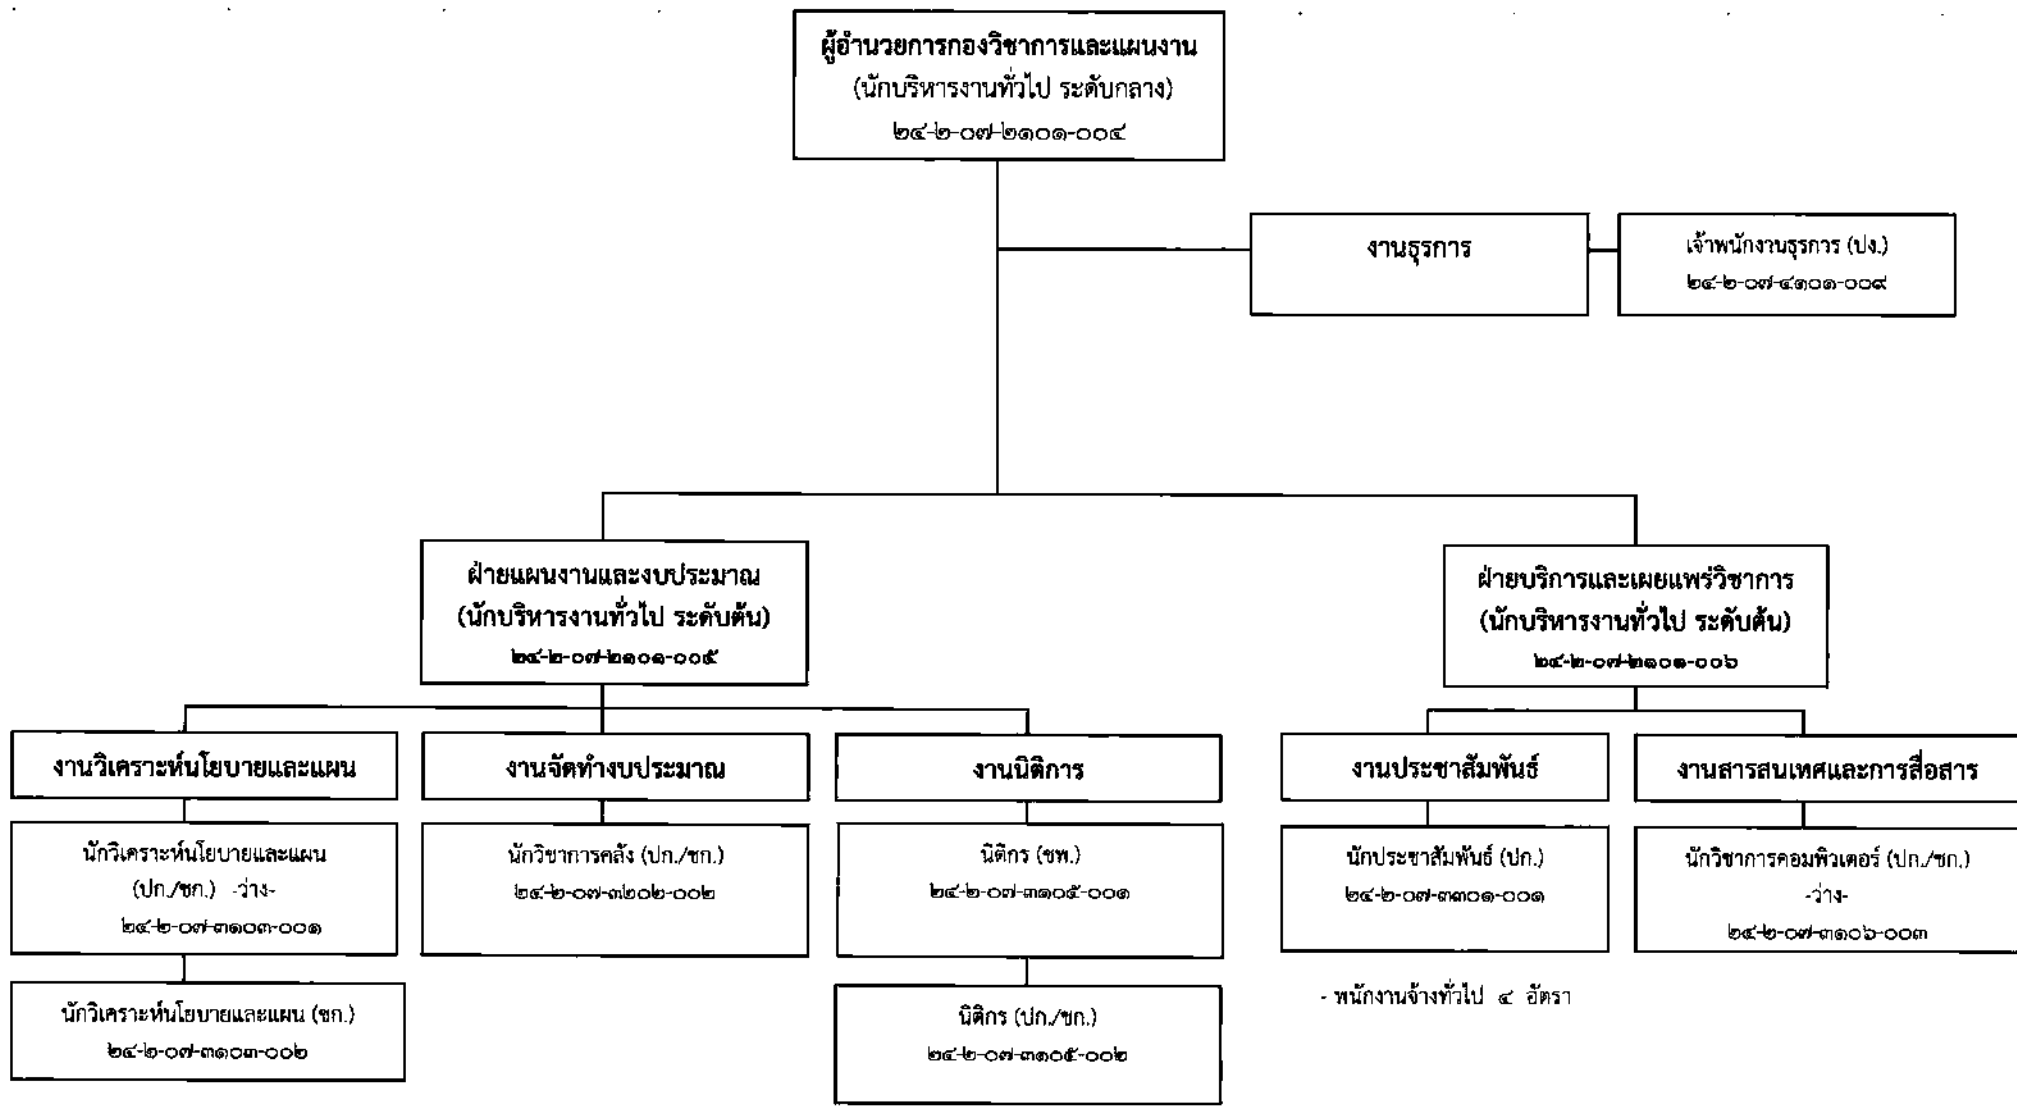 ผู้อำนวยการกองวิชาการและแผนงาน
(นักบริหารงานทั่วไป ระดับกลาง)
๒๔-๒-๐๗-๒๑๐๑-๐๐๔
งานธุรการ
เจ้าพนักงานธุรการ (ปง.)
๒๔-๒-๐๗-๔๑๐๑-๐๐๙
ฝ่ายแผนงานและงบประมาณ
(นักบริหารงานทั่วไป ระดับต้น)
๒๔-๒-๐๗-๒๑๐๑-๐๐๕
ฝ่ายบริการและเผยแพร่วิชาการ
(นักบริหารงานทั่วไป ระดับต้น)
๒๔-๒-๐๗-๒๑๐๑-๐๐๖
งานวิเคราะห์นโยบายและแผน
งานจัดทำงบประมาณ
งานนิติการ
งานประชาสัมพันธ์
งานสารสนเทศและการสื่อสาร
นักวิเคราะห์นโยบายและแผน
(ปก./ชก.) -ว่าง-
๒๔-๒-๐๗-๓๑๐๓-๐๐๑
นักวิชาการคลัง (ปก./ชก.)
๒๔-๒-๐๗-๓๒๐๒-๐๐๒
นิติกร (ชพ.)
๒๔-๒-๐๗-๓๑๐๕-๐๐๑
นักประชาสัมพันธ์ (ปก.)
๒๔-๒-๐๗-๓๓๐๑-๐๐๑
นักวิชาการคอมพิวเตอร์ (ปก./ชก.)
-ว่าง-
๒๔-๒-๐๗-๓๑๐๖-๐๐๓
นักวิเคราะห์นโยบายและแผน (ชก.)
๒๔-๒-๐๗-๓๑๐๓-๐๐๒
นิติกร (ปก./ชก.)
๒๔-๒-๐๗-๓๑๐๕-๐๐๒
- พนักงานจ้างทั่วไป ๔ อัตรา